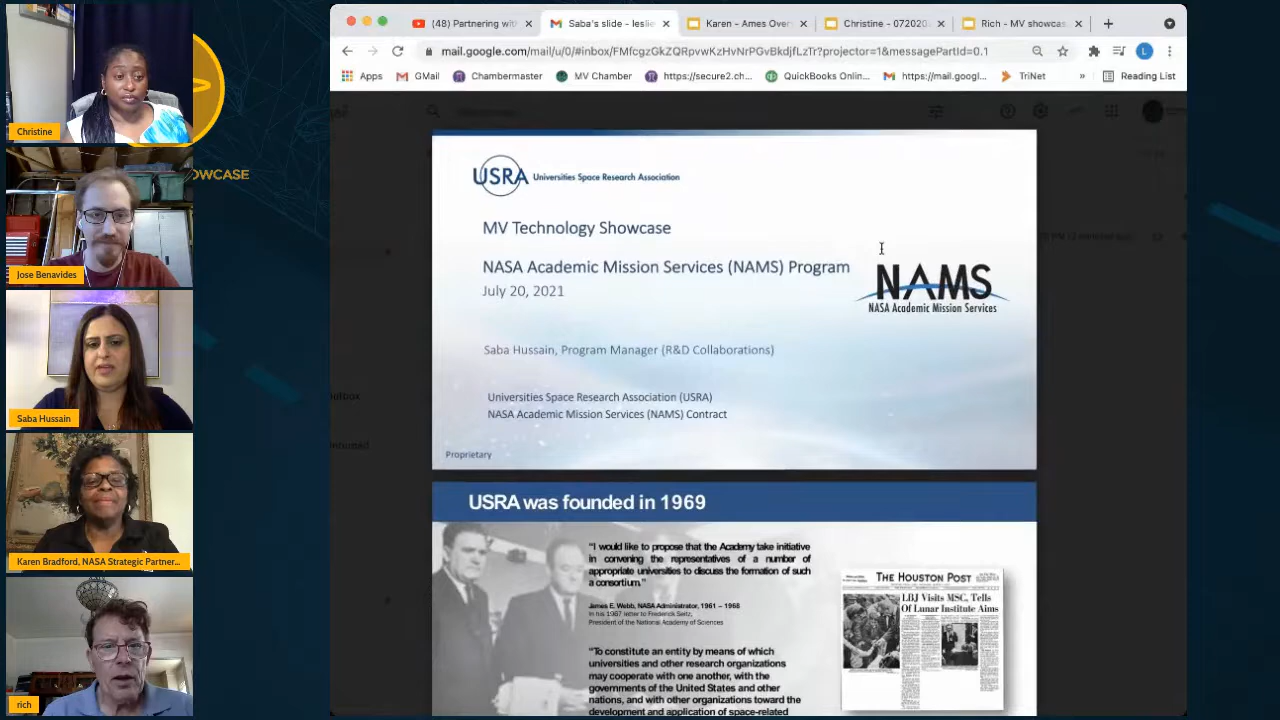 Christine
OWCASE
Jose Benavides
Saba Hussain
Karen Bradford, NASA Strategic Partner...
rich
(48) Partnering wit
Saba's slide - leslie
Karen - Ames Over
Christine - 072020
Rich - MV showcas
mail.google.com/mail/u/0/#inbox/FMfcgzGkZQRpvwKzHvNrPGvBkdjfLzTr?projector=1&messagePartId=0.1
Apps
GMail
Chambermaster
MV Chamber
https://secure2.ch...
QuickBooks Onlin...
https://mail.googl...
TriNet
»
Reading List
USRA Universities Space Research Association
MV Technology Showcase
NASA Academic Mission Services (NAMS) Program
July 20, 2021
NAMS
NASA Academic Mission Services
Saba Hussain, Program Manager (R&D Collaborations)
Universities Space Research Association (USRA)
NASA Academic Mission Services (NAMS) Contract
Proprietary
USRA was founded in 1969
"I would like to propose that the Academy take initiative
in convening the representatives of a number of
appropriate universities to discuss the formation of such
a consortium."
James E. Webb, NASA Administrator, 1961 – 1968
In his 1967 letter to Frederick Seitz,
President of the National Academy of Sciences
"To constitute an entity by means of which
universities and other research organizations
may cooperate with one another, with the
governments of the United States and other
nations, and with other organizations toward the
development and application of space-related
THE HOUSTON POST
LBJ Visits MSC, Tells
Of Lunar Institute Aims